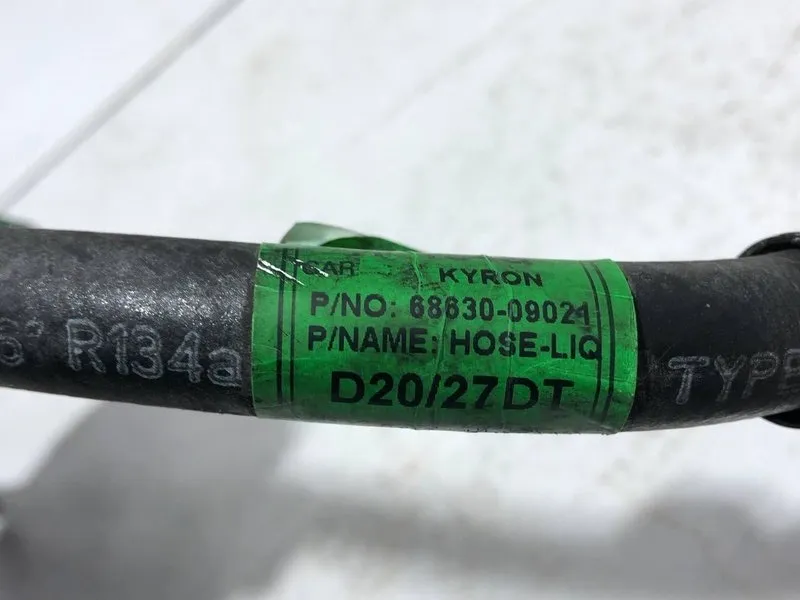 CAR KYRON
P/NO: 68630-09021
P/NAME: HOSE-LIQ
D20/27DT
R134a
TYPE